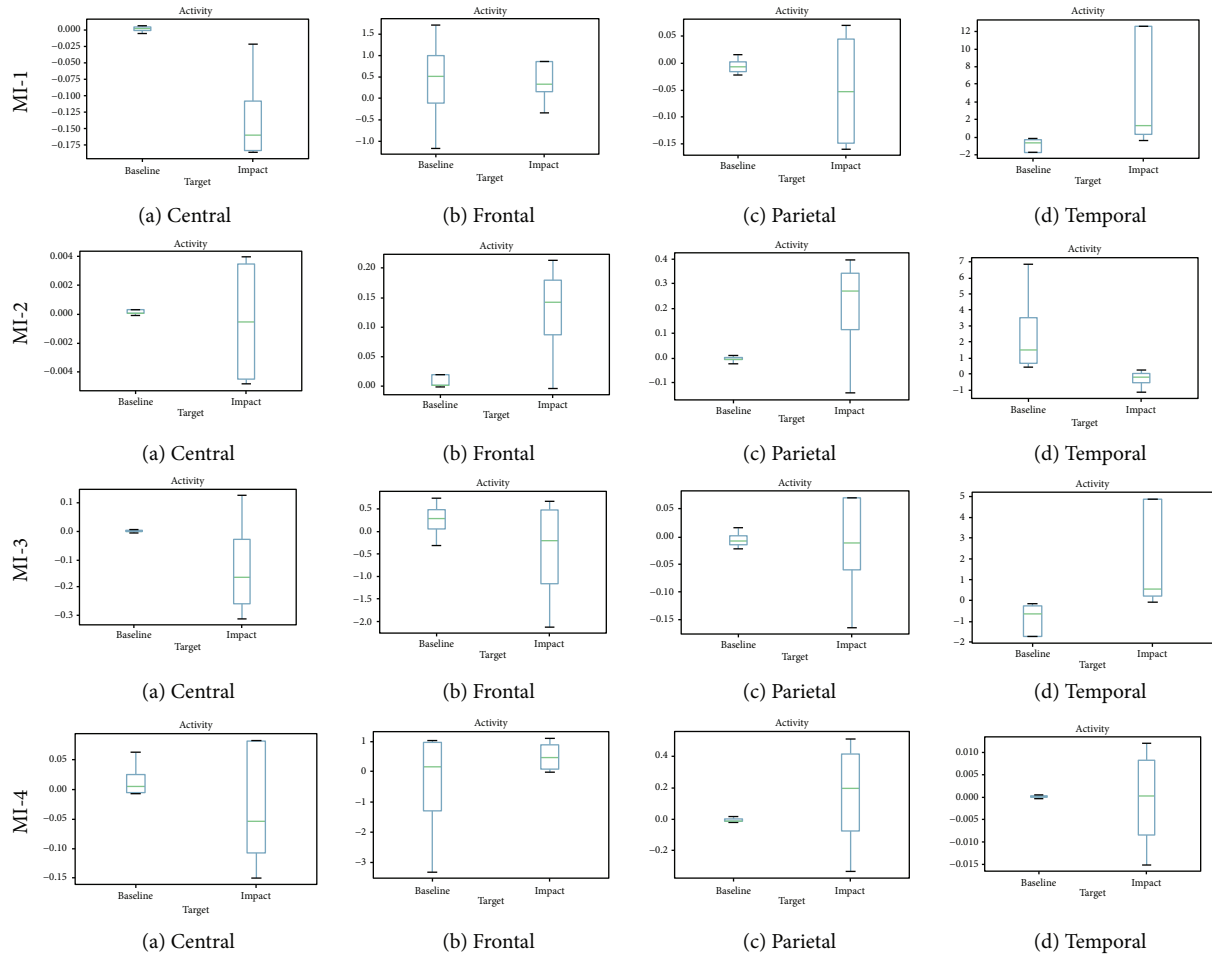 MI-1
Activity
0.000
−0.025
−0.050
−0.075
−0.100
−0.125
−0.150
−0.175
Baseline
Impact
Target
(a) Central
Activity
1.5
1.0
0.5
0.0
−0.5
−1.0
Baseline
Impact
Target
(b) Frontal
Activity
0.05
0.00
−0.05
−0.10
−0.15
Baseline
Impact
Target
(c) Parietal
Activity
12
10
8
6
4
2
0
−2
Baseline
Impact
Target
(d) Temporal
MI-2
Activity
0.004
0.002
0.000
−0.002
−0.004
Baseline
Impact
Target
(a) Central
Activity
0.20
0.15
0.10
0.05
0.00
Baseline
Impact
Target
(b) Frontal
Activity
0.4
0.3
0.2
0.1
0.0
−0.1
Baseline
Impact
Target
(c) Parietal
Activity
7
6
5
4
3
2
1
0
−1
Baseline
Impact
Target
(d) Temporal
MI-3
Activity
0.1
0.0
−0.1
−0.2
−0.3
Baseline
Impact
Target
(a) Central
Activity
0.5
0.0
−0.5
−1.0
−1.5
−2.0
Baseline
Impact
Target
(b) Frontal
Activity
0.05
0.00
−0.05
−0.10
−0.15
Baseline
Impact
Target
(c) Parietal
Activity
5
4
3
2
1
0
−1
−2
Baseline
Impact
Target
(d) Temporal
MI-4
Activity
0.05
0.00
−0.05
−0.10
−0.15
Baseline
Impact
Target
(a) Central
Activity
1
0
−1
−2
−3
Baseline
Impact
Target
(b) Frontal
Activity
0.4
0.2
0.0
−0.2
Baseline
Impact
Target
(c) Parietal
Activity
0.010
0.005
0.000
−0.005
−0.010
−0.015
Baseline
Impact
Target
(d) Temporal